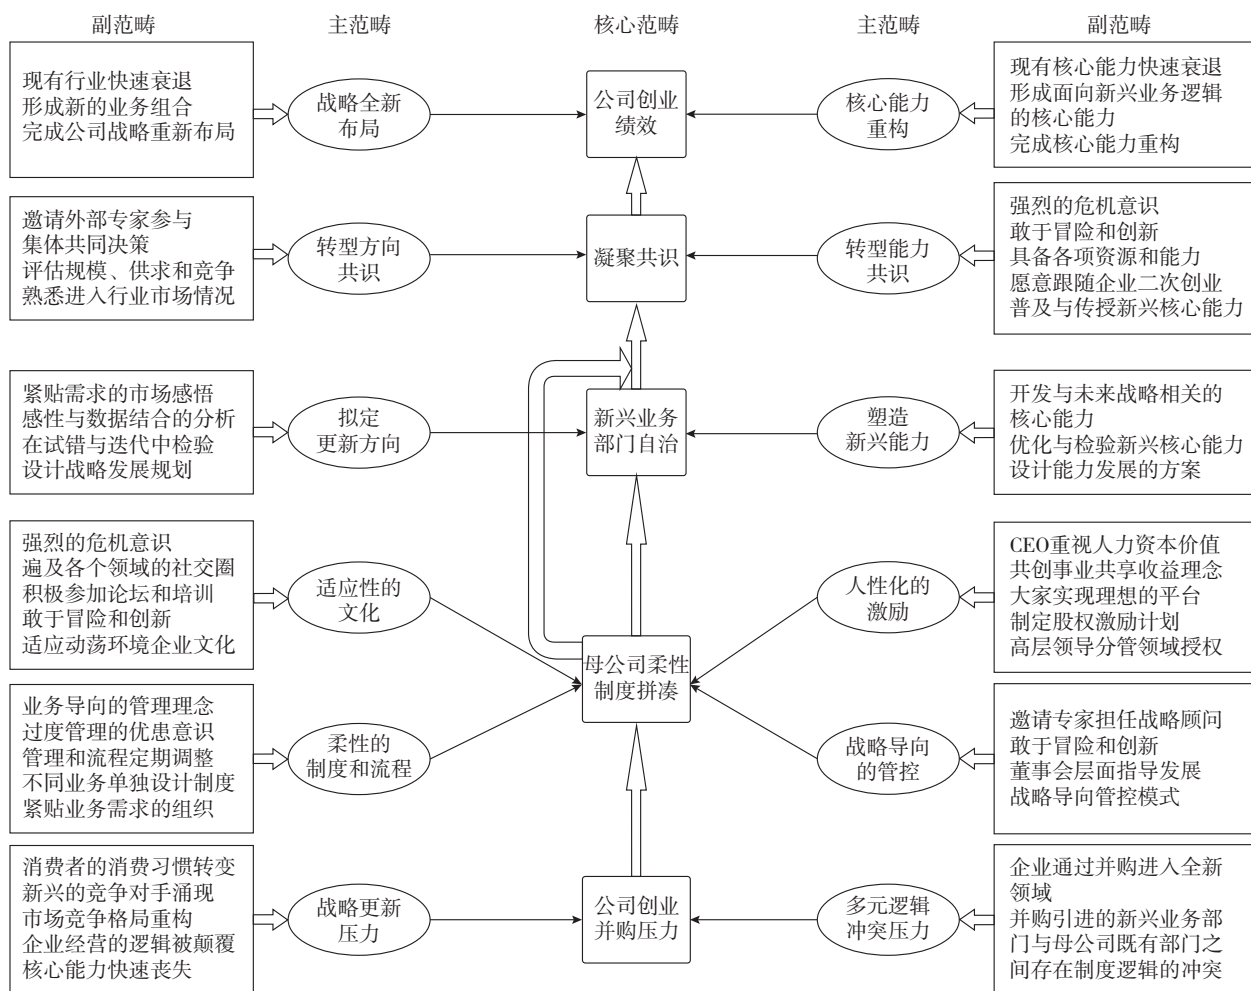 副范畴
主范畴
核心范畴
主范畴
副范畴
现有行业快速衰退
形成新的业务组合
完成公司战略重新布局
战略全新
布局
公司创业
绩效
核心能力
重构
现有核心能力快速衰退
形成面向新兴业务逻辑
的核心能力
完成核心能力重构
邀请外部专家参与
集体共同决策
评估规模、供求和竞争
熟悉进入行业市场情况
转型方向
共识
凝聚共识
转型能力
共识
强烈的危机意识
敢于冒险和创新
具备各项资源和能力
愿意跟随企业二次创业
普及与传授新兴核心能力
紧贴需求的市场感悟
感性与数据结合的分析
在试错与迭代中检验
设计战略发展规划
拟定
更新方向
新兴业务
部门自治
塑造
新兴能力
开发与未来战略相关的
核心能力
优化与检验新兴核心能力
设计能力发展的方案
强烈的危机意识
遍及各个领域的社交圈
积极参加论坛和培训
敢于冒险和创新
适应动荡环境企业文化
适应性的
文化
人性化的
激励
CEO重视人力资本价值
共创事业共享收益理念
大家实现理想的平台
制定股权激励计划
高层领导分管领域授权
母公司柔性
制度拼凑
业务导向的管理理念
过度管理的优患意识
管理和流程定期调整
不同业务单独设计制度
紧贴业务需求的组织
柔性的
制度和流程
战略导向
的管控
邀请专家担任战略顾问
敢于冒险和创新
董事会层面指导发展
战略导向管控模式
消费者的消费习惯转变
新兴的竞争对手涌现
市场竞争格局重构
企业经营的逻辑被颠覆
核心能力快速丧失
战略更新
压力
公司创业
并购压力
多元逻辑
冲突压力
企业通过并购进入全新
领域
并购引进的新兴业务部
门与母公司既有部门之
间存在制度逻辑的冲突